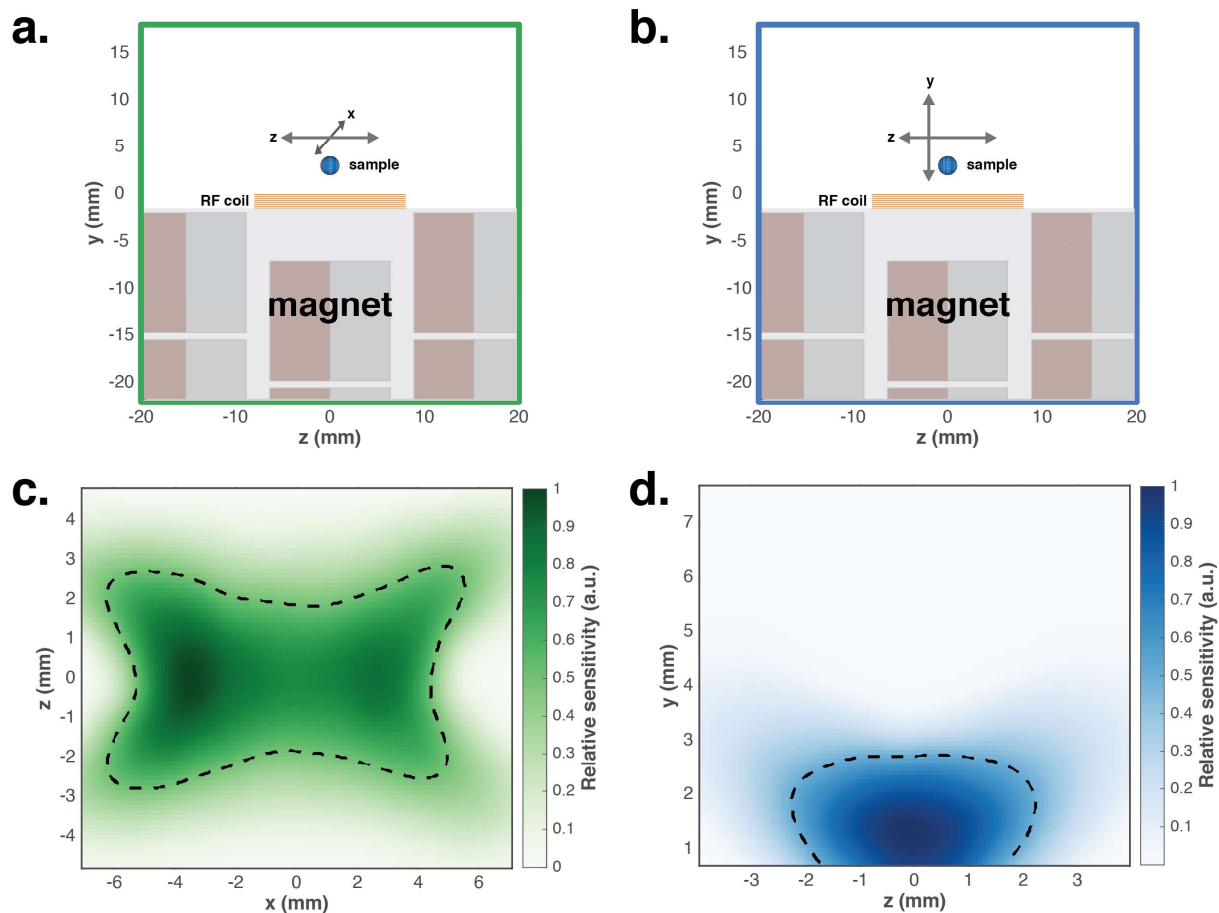 a.
15
10
5
0
-5
-10
-15
-20
y (mm)
x
z
sample
RF coil
magnet
-20 -10 0 10 20
z (mm)
b.
15
10
5
0
-5
-10
-15
-20
y (mm)
y
z
sample
RF coil
magnet
-20 -10 0 10 20
z (mm)
c.
4
3
2
1
0
-1
-2
-3
-4
z (mm)
-6 -4 -2 0 2 4 6
x (mm)
1
0.9
0.8
0.7
0.6
0.5
0.4
0.3
0.2
0.1
0
Relative sensitivity (a.u.)
d.
7
6
5
4
3
2
1
y (mm)
-3 -2 -1 0 1 2 3
z (mm)
1
0.9
0.8
0.7
0.6
0.5
0.4
0.3
0.2
0.1
Relative sensitivity (a.u.)